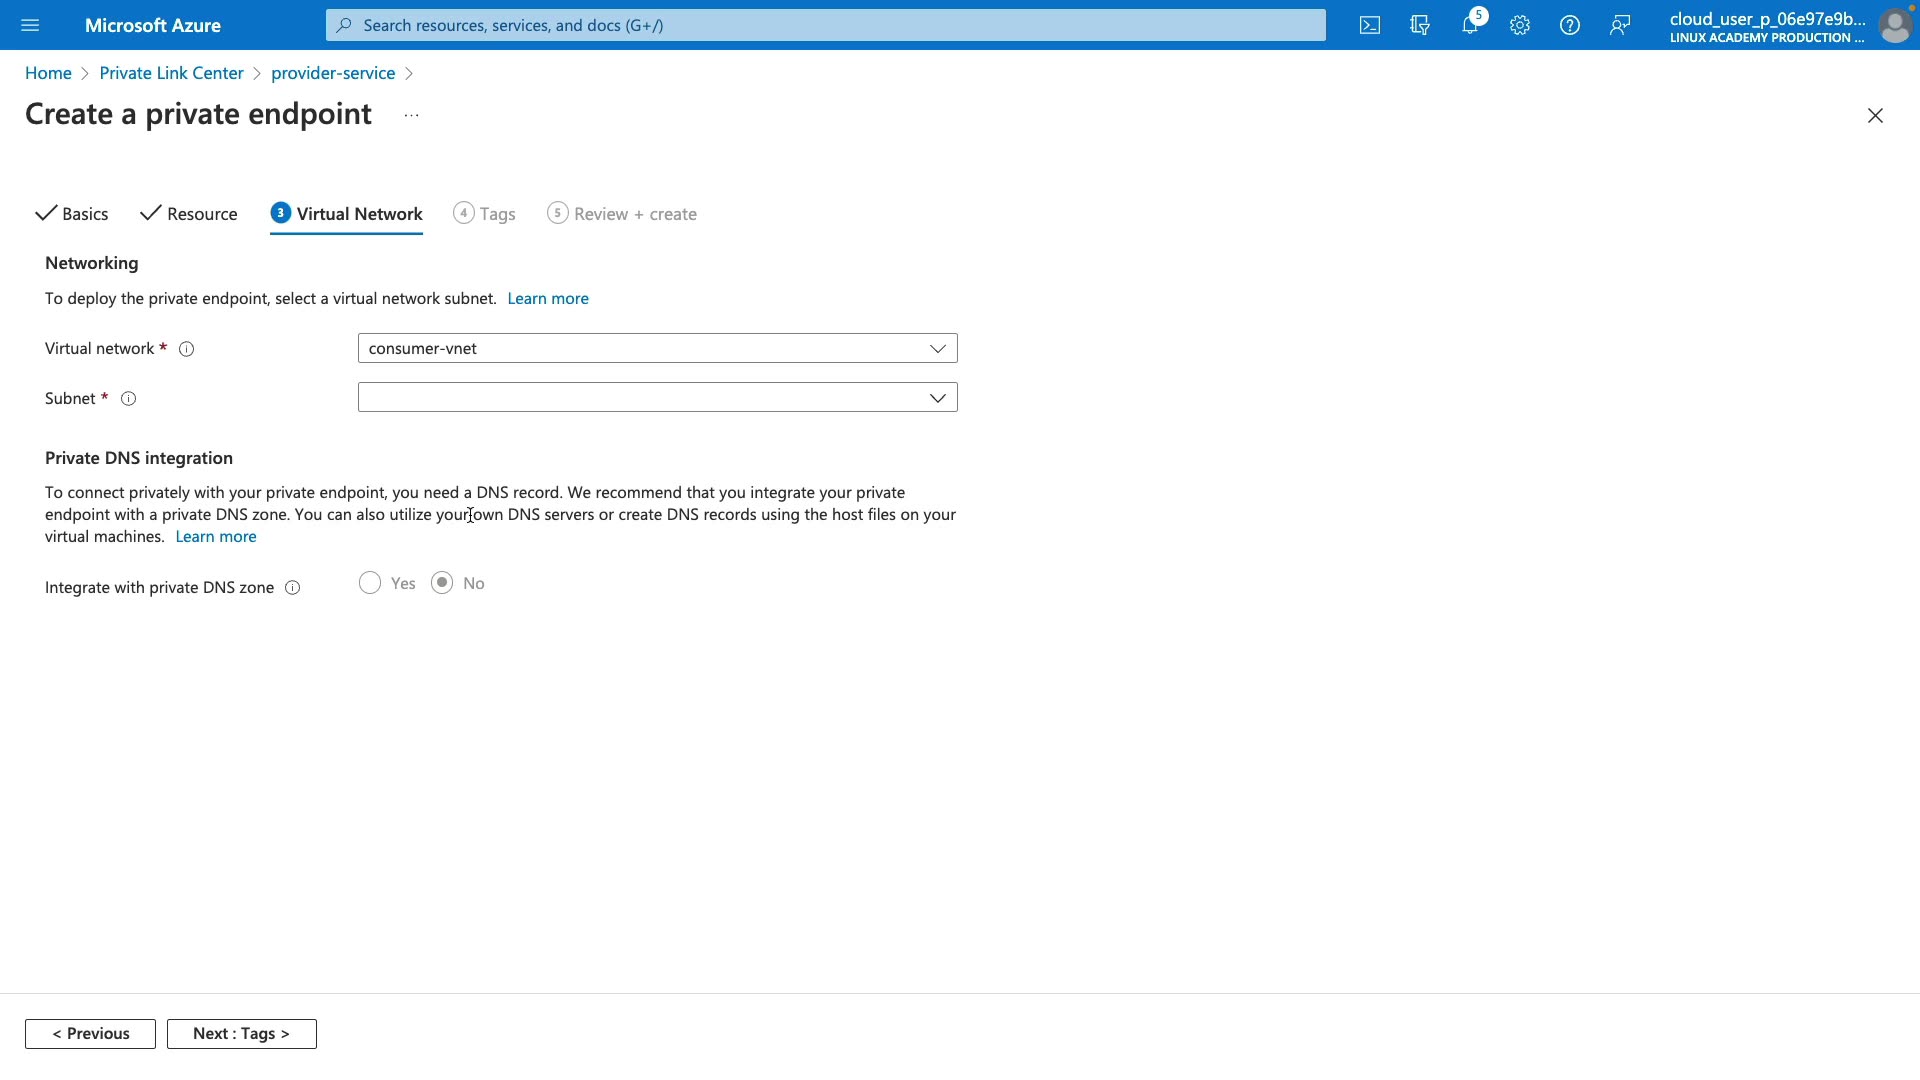 Microsoft Azure
Search resources, services, and docs (G+/)
5
cloud_user_p_06e97e9b...
LINUX ACADEMY PRODUCTION ...
Home > Private Link Center > provider-service >
Create a private endpoint ...
Basics
Resource
3 Virtual Network
4 Tags
5 Review + create
Networking
To deploy the private endpoint, select a virtual network subnet. Learn more
Virtual network *
consumer-vnet
Subnet *
Private DNS integration
To connect privately with your private endpoint, you need a DNS record. We recommend that you integrate your private
endpoint with a private DNS zone. You can also utilize your own DNS servers or create DNS records using the host files on your
virtual machines. Learn more
Integrate with private DNS zone
Yes
No
< Previous
Next : Tags >